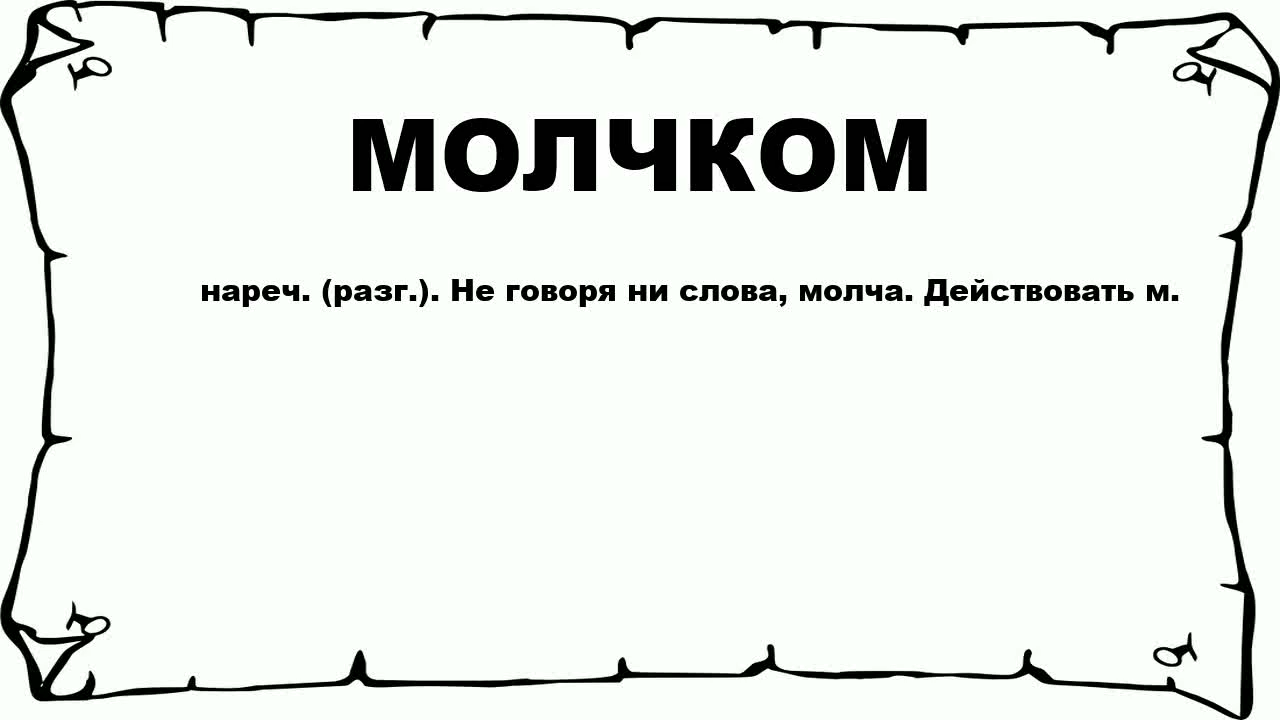 МОЛЧКОМ
нареч. (разг.). Не говоря ни слова, молча. Действовать м.